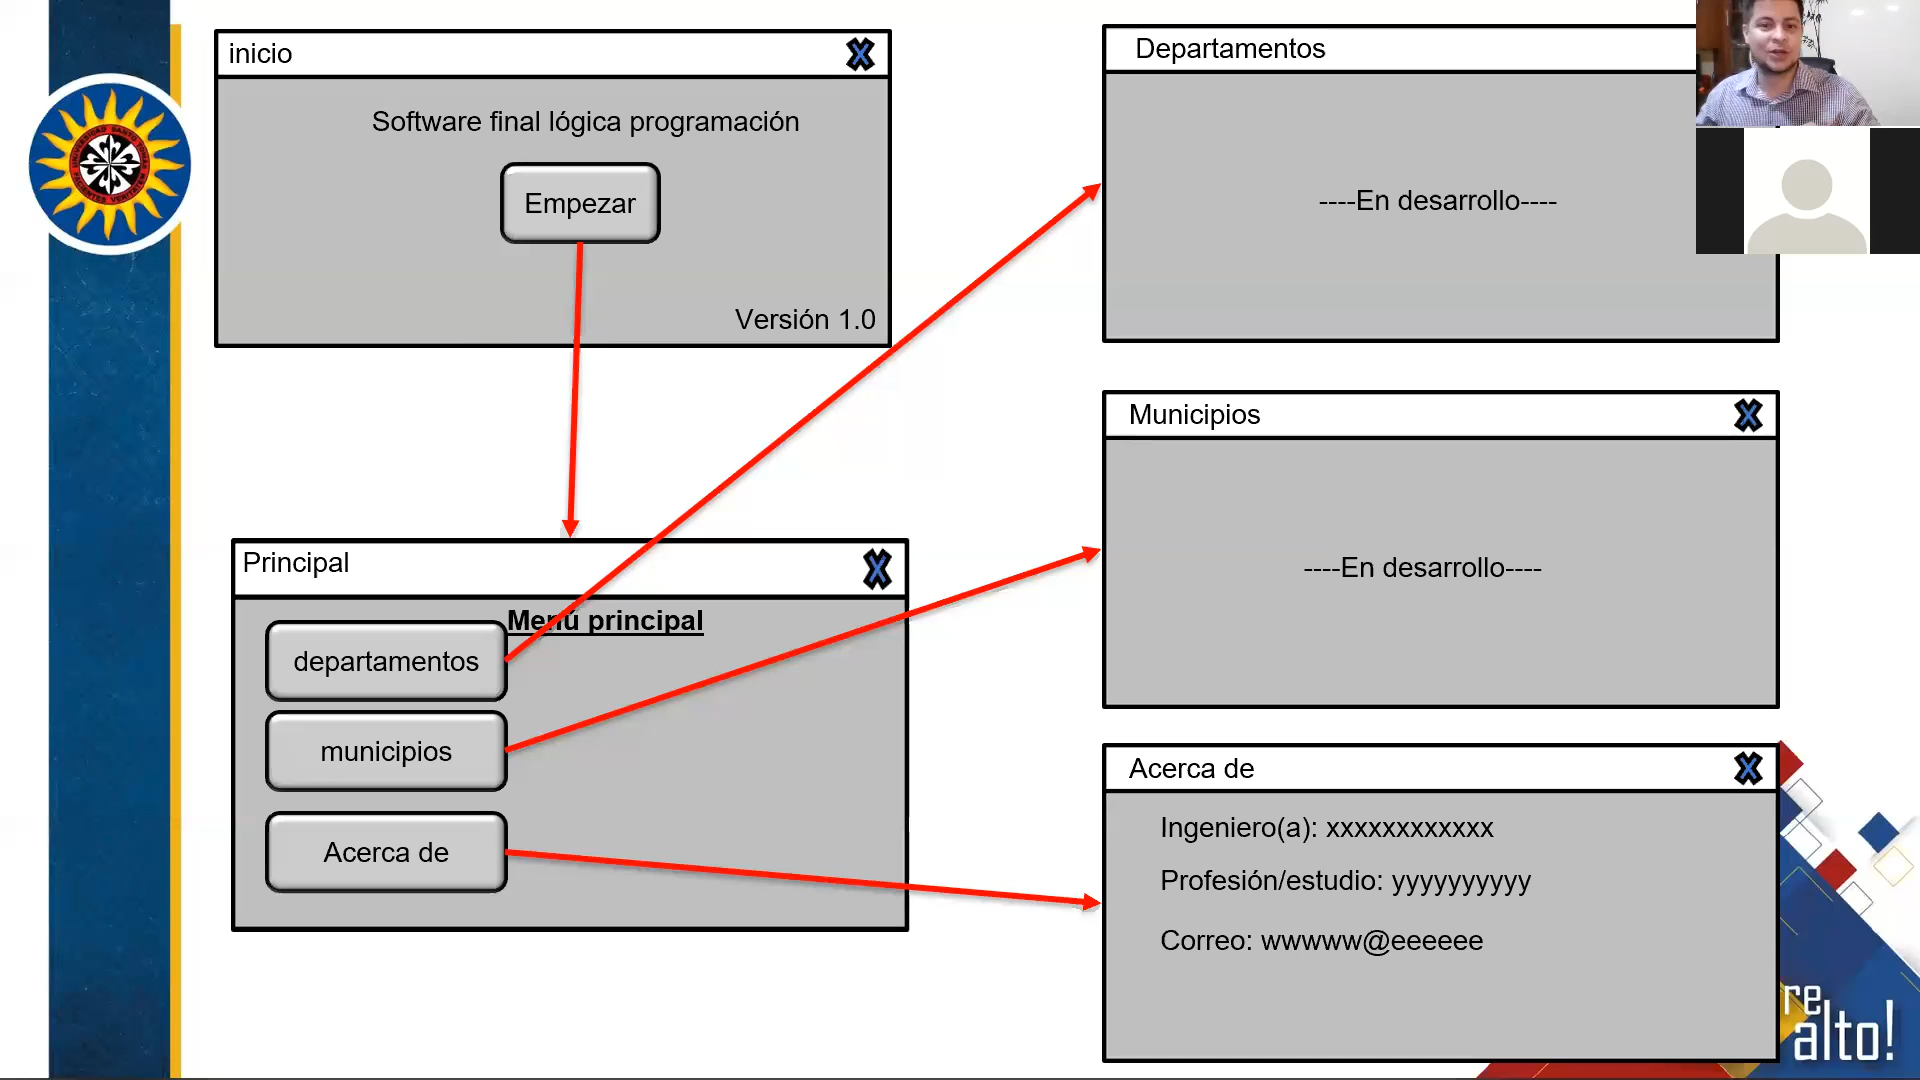 inicio
Software final lógica programación
Empezar
Versión 1.0
Departamentos
----En desarrollo----
Municipios
----En desarrollo----
Principal
Menú principal
departamentos
municipios
Acerca de
Acerca de
Ingeniero(a): xxxxxxxxxxxx
Profesión/estudio: yyyyyyyyyy
Correo: wwwww@eeeeee
re
alto!